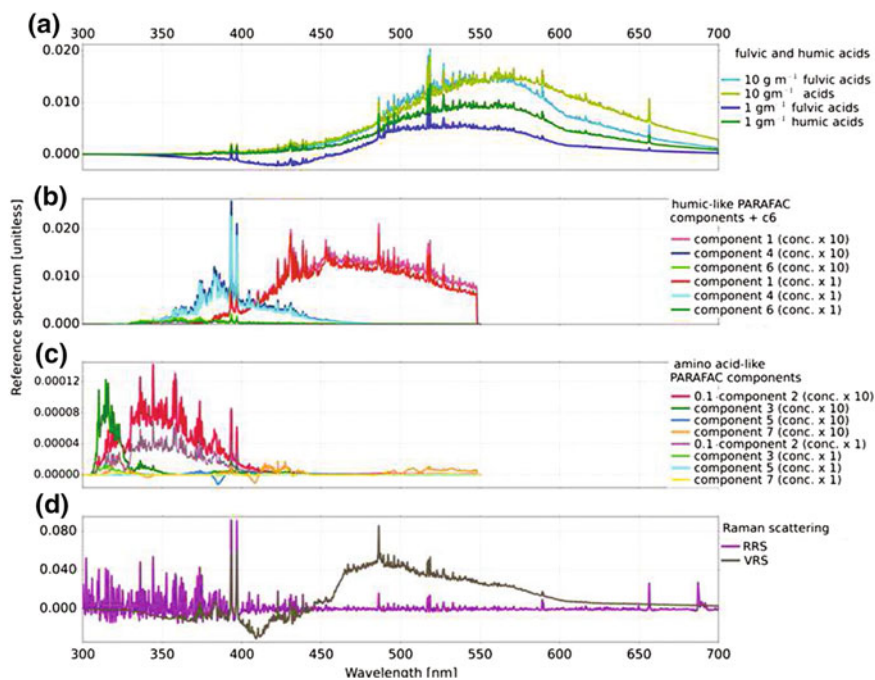 (a)
300 350 400 450 500 550 600 650 700
0.020
0.010
0.000
fulvic and humic acids
10 g m⁻¹ fulvic acids
10 gm⁻¹ acids
1 gm⁻¹ fulvic acids
1 gm⁻¹ humic acids
(b)
0.020
0.010
0.000
humic-like PARAFAC
components + c6
component 1 (conc. x 10)
component 4 (conc. x 10)
component 6 (conc. x 10)
component 1 (conc. x 1)
component 4 (conc. x 1)
component 6 (conc. x 1)
Reference spectrum [unitless]
(c)
0.00012
0.00008
0.00004
0.00000
amino acid-like
PARAFAC components
0.1·component 2 (conc. x 10)
component 3 (conc. x 10)
component 5 (conc. x 10)
component 7 (conc. x 10)
0.1·component 2 (conc. x 1)
component 3 (conc. x 1)
component 5 (conc. x 1)
component 7 (conc. x 1)
(d)
0.080
0.040
0.000
Raman scattering
RRS
VRS
300 350 400 450 500 550 600 650 700
Wavelength [nm]